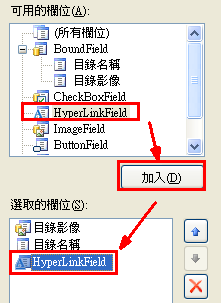 可用的欄位(A):
(所有欄位)
BoundField
目錄名稱
目錄影像
CheckBoxField
HyperLinkField
ImageField
ButtonField
加入(D)
選取的欄位(S):
目錄影像
目錄名稱
HyperLinkField